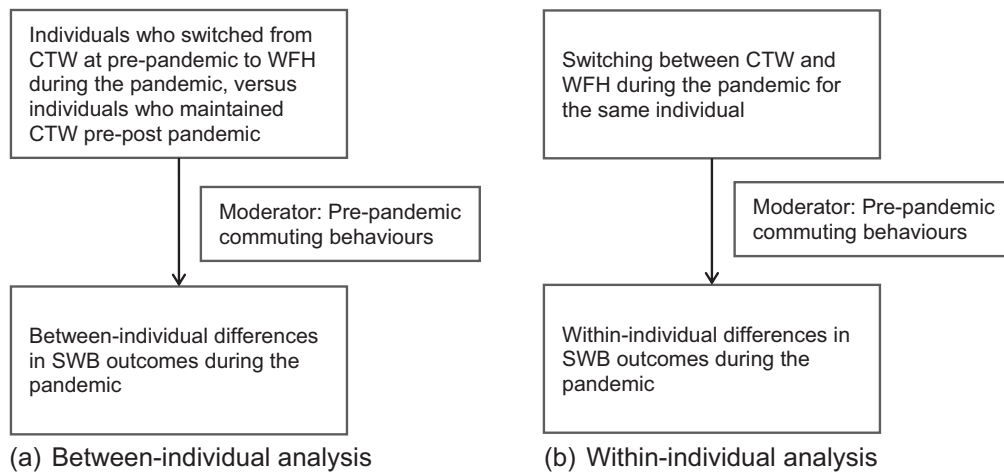 Individuals who switched from
CTW at pre-pandemic to WFH
during the pandemic, versus
individuals who maintained
CTW pre-post pandemic
Moderator: Pre-pandemic
commuting behaviours
Between-individual differences
in SWB outcomes during the
pandemic
(a) Between-individual analysis
Switching between CTW and
WFH during the pandemic for
the same individual
Moderator: Pre-pandemic
commuting behaviours
Within-individual differences in
SWB outcomes during the
pandemic
(b) Within-individual analysis